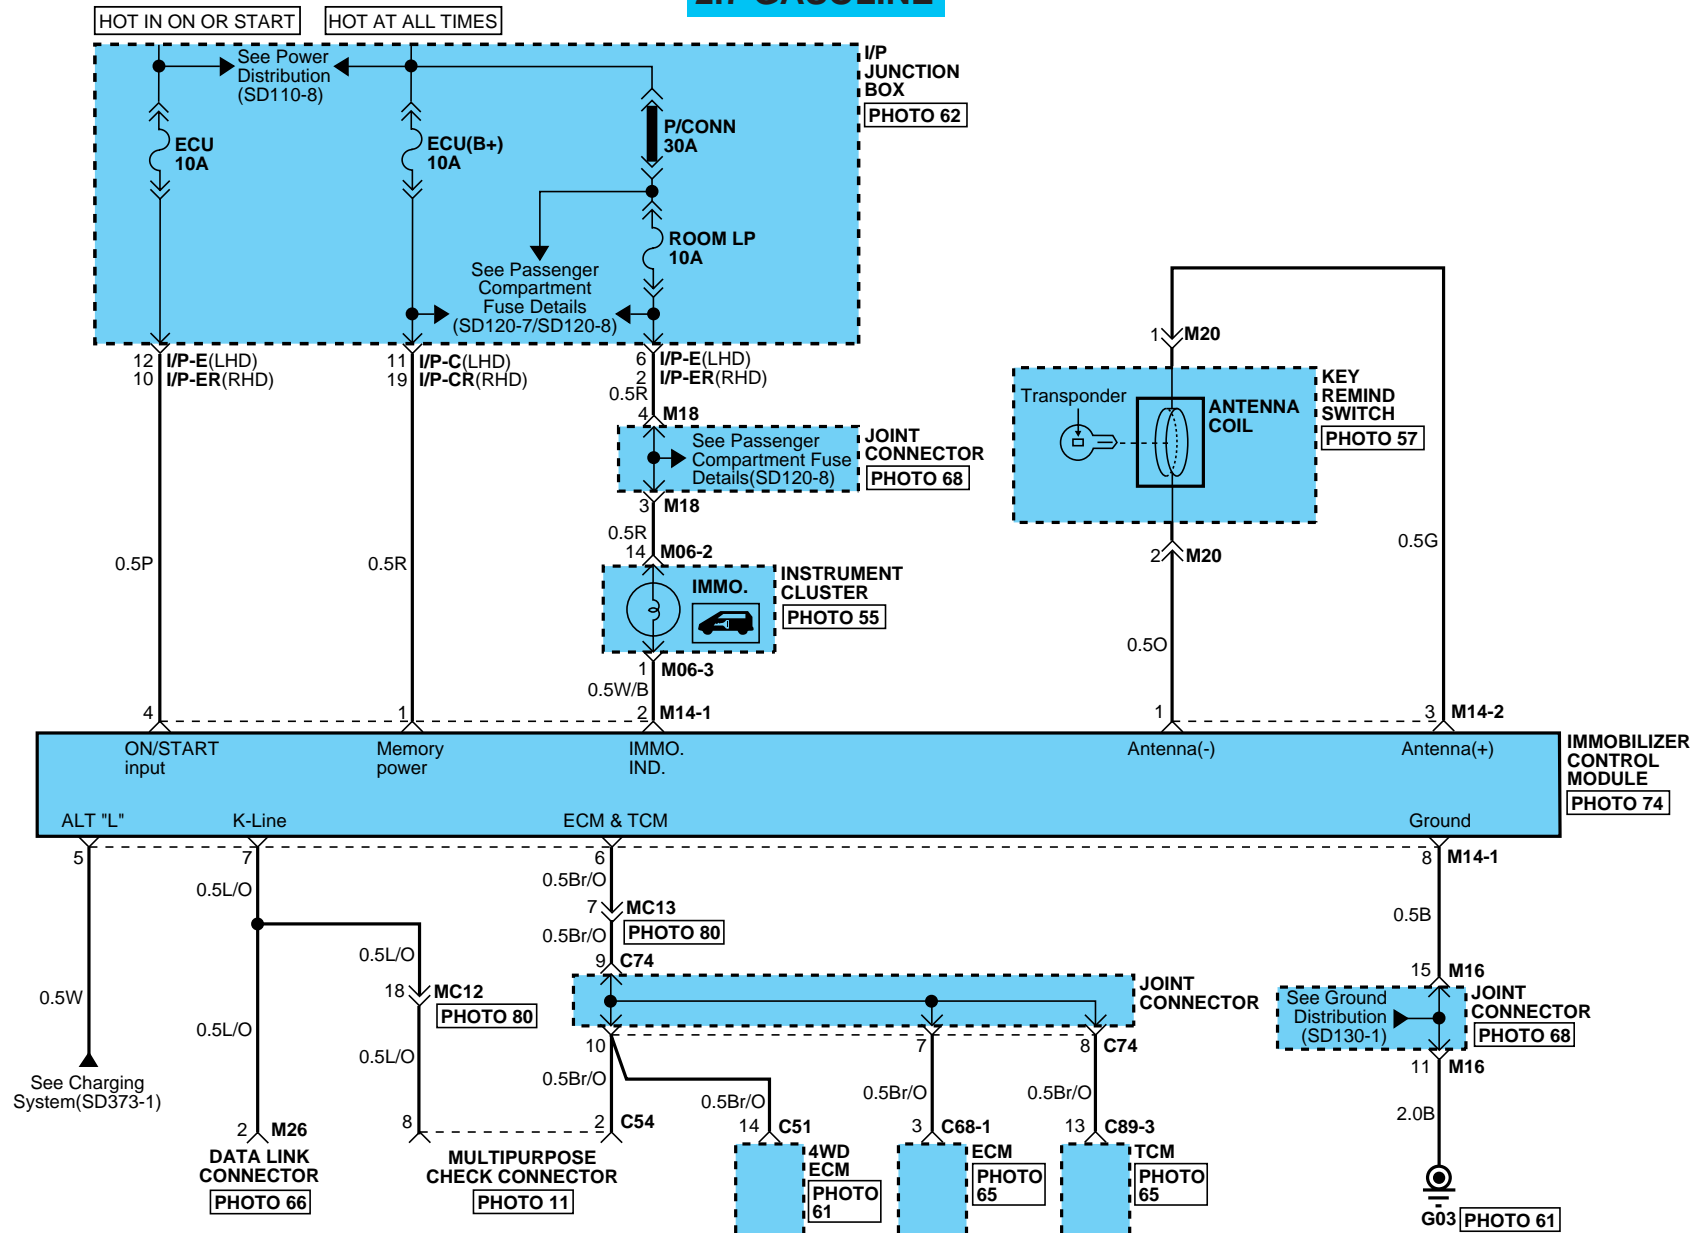 2.7 GASOLINE
HOT IN ON OR START
HOT AT ALL TIMES
See Power
Distribution
(SD110-8)
I/P
JUNCTION
BOX
PHOTO 62
ECU
10A
ECU(B+)
10A
P/CONN
30A
ROOM LP
10A
See Passenger
Compartment
Fuse Details
(SD120-7/SD120-8)
12 I/P-E(LHD)
10 I/P-ER(RHD)
11 I/P-C(LHD)
19 I/P-CR(RHD)
6 I/P-E(LHD)
2 I/P-ER(RHD)
0.5R
4 M18
See Passenger
Compartment Fuse
Details(SD120-8)
JOINT
CONNECTOR
PHOTO 68
3 M18
0.5R
14 M06-2
IMMO.
INSTRUMENT
CLUSTER
PHOTO 55
1 M06-3
0.5W/B
0.5P
0.5R
1 M20
Transponder
ANTENNA
COIL
KEY
REMIND
SWITCH
PHOTO 57
2 M20
0.5G
0.5O
4
1
2 M14-1
1
3 M14-2
ON/START
input
Memory
power
IMMO.
IND.
Antenna(-)
Antenna(+)
IMMOBILIZER
CONTROL
MODULE
PHOTO 74
ALT "L"
K-Line
ECM & TCM
Ground
5
7
6
8 M14-1
0.5L/O
0.5Br/O
7 MC13
PHOTO 80
0.5Br/O
9 C74
0.5B
0.5W
0.5L/O
18 MC12
PHOTO 80
0.5L/O
0.5L/O
JOINT
CONNECTOR
15 M16
See Ground
Distribution
(SD130-1)
JOINT
CONNECTOR
PHOTO 68
11 M16
10
7
8 C74
0.5Br/O
0.5Br/O
0.5Br/O
0.5Br/O
2.0B
See Charging
System(SD373-1)
2 M26
DATA LINK
CONNECTOR
PHOTO 66
8
2 C54
MULTIPURPOSE
CHECK CONNECTOR
PHOTO 11
14 C51
4WD
ECM
PHOTO
61
3 C68-1
ECM
PHOTO
65
13 C89-3
TCM
PHOTO
65
G03 PHOTO 61